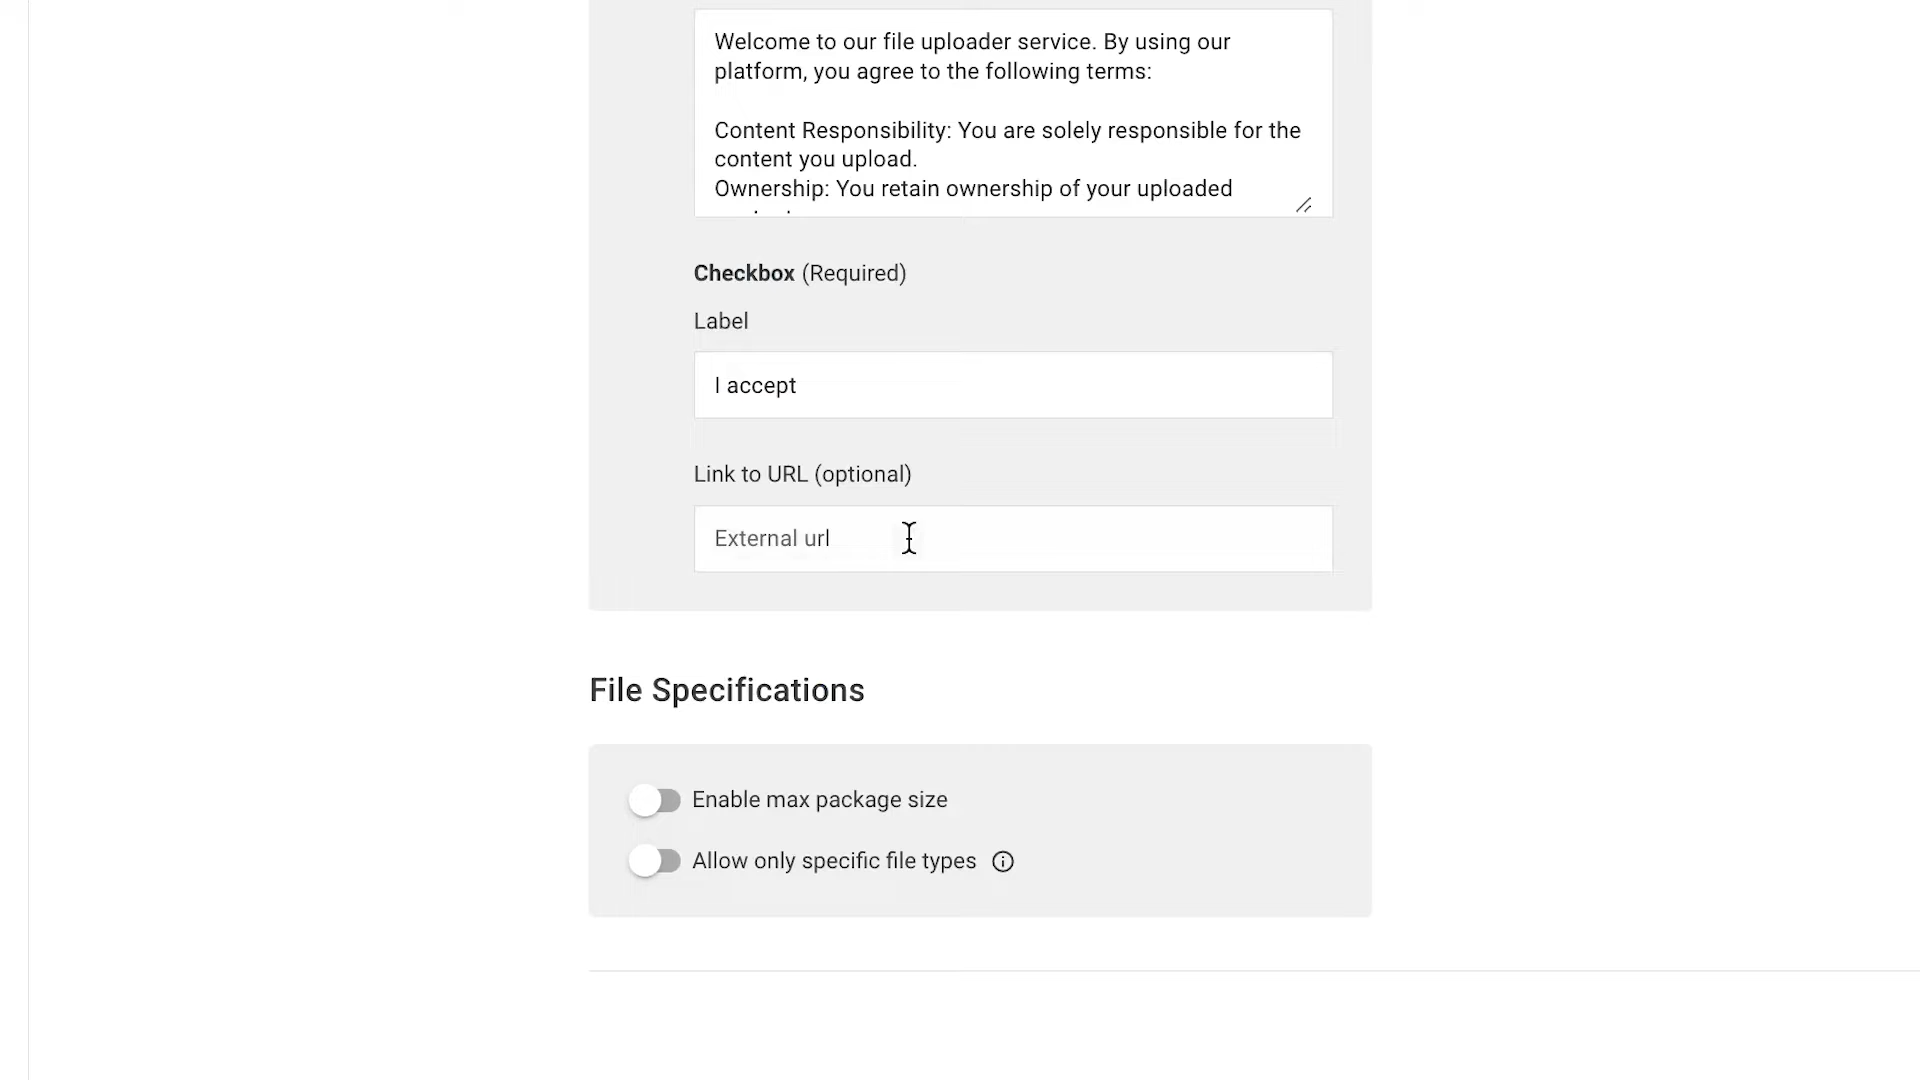 Welcome to our file uploader service. By using our
platform, you agree to the following terms:
Content Responsibility: You are solely responsible for the
content you upload.
Ownership: You retain ownership of your uploaded
Checkbox (Required)
Label
I accept
Link to URL (optional)
External url
File Specifications
Enable max package size
Allow only specific file types